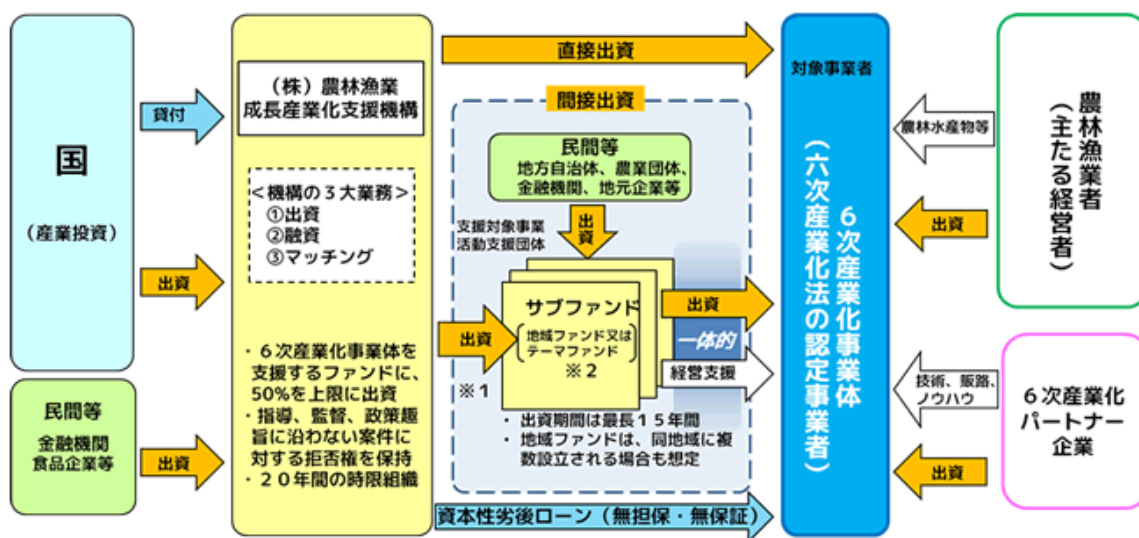 国
（産業投資）
民間等
金融機関
食品企業等
貸付
出資
出資
（株）農林漁業
成長産業化支援機構
＜機構の３大業務＞
①出資
②融資
③マッチング
・６次産業化事業体を
支援するファンドに、
50%を上限に出資
・指導、監督、政策趣
旨に沿わない案件に
対する拒否権を保持
・２０年間の時限組織
直接出資
間接出資
民間等
地方自治体、農業団体、
金融機関、地元企業等
支援対象事業
活動支援団体
出資
出資
※１
サブファンド
地域ファンド又は
テーマファンド
※２
出資
一体的
経営支援
・ 出資期間は最長１５年間
・ 地域ファンドは、同地域に複
数設立される場合も想定
資本性劣後ローン（無担保・無保証）
対象事業者
６次産業化事業体
（六次産業化法の認定事業者）
農林水産物等
出資
技術、販路、
ノウハウ
出資
農林漁業者
（主たる経営者）
６次産業化
パートナー
企業